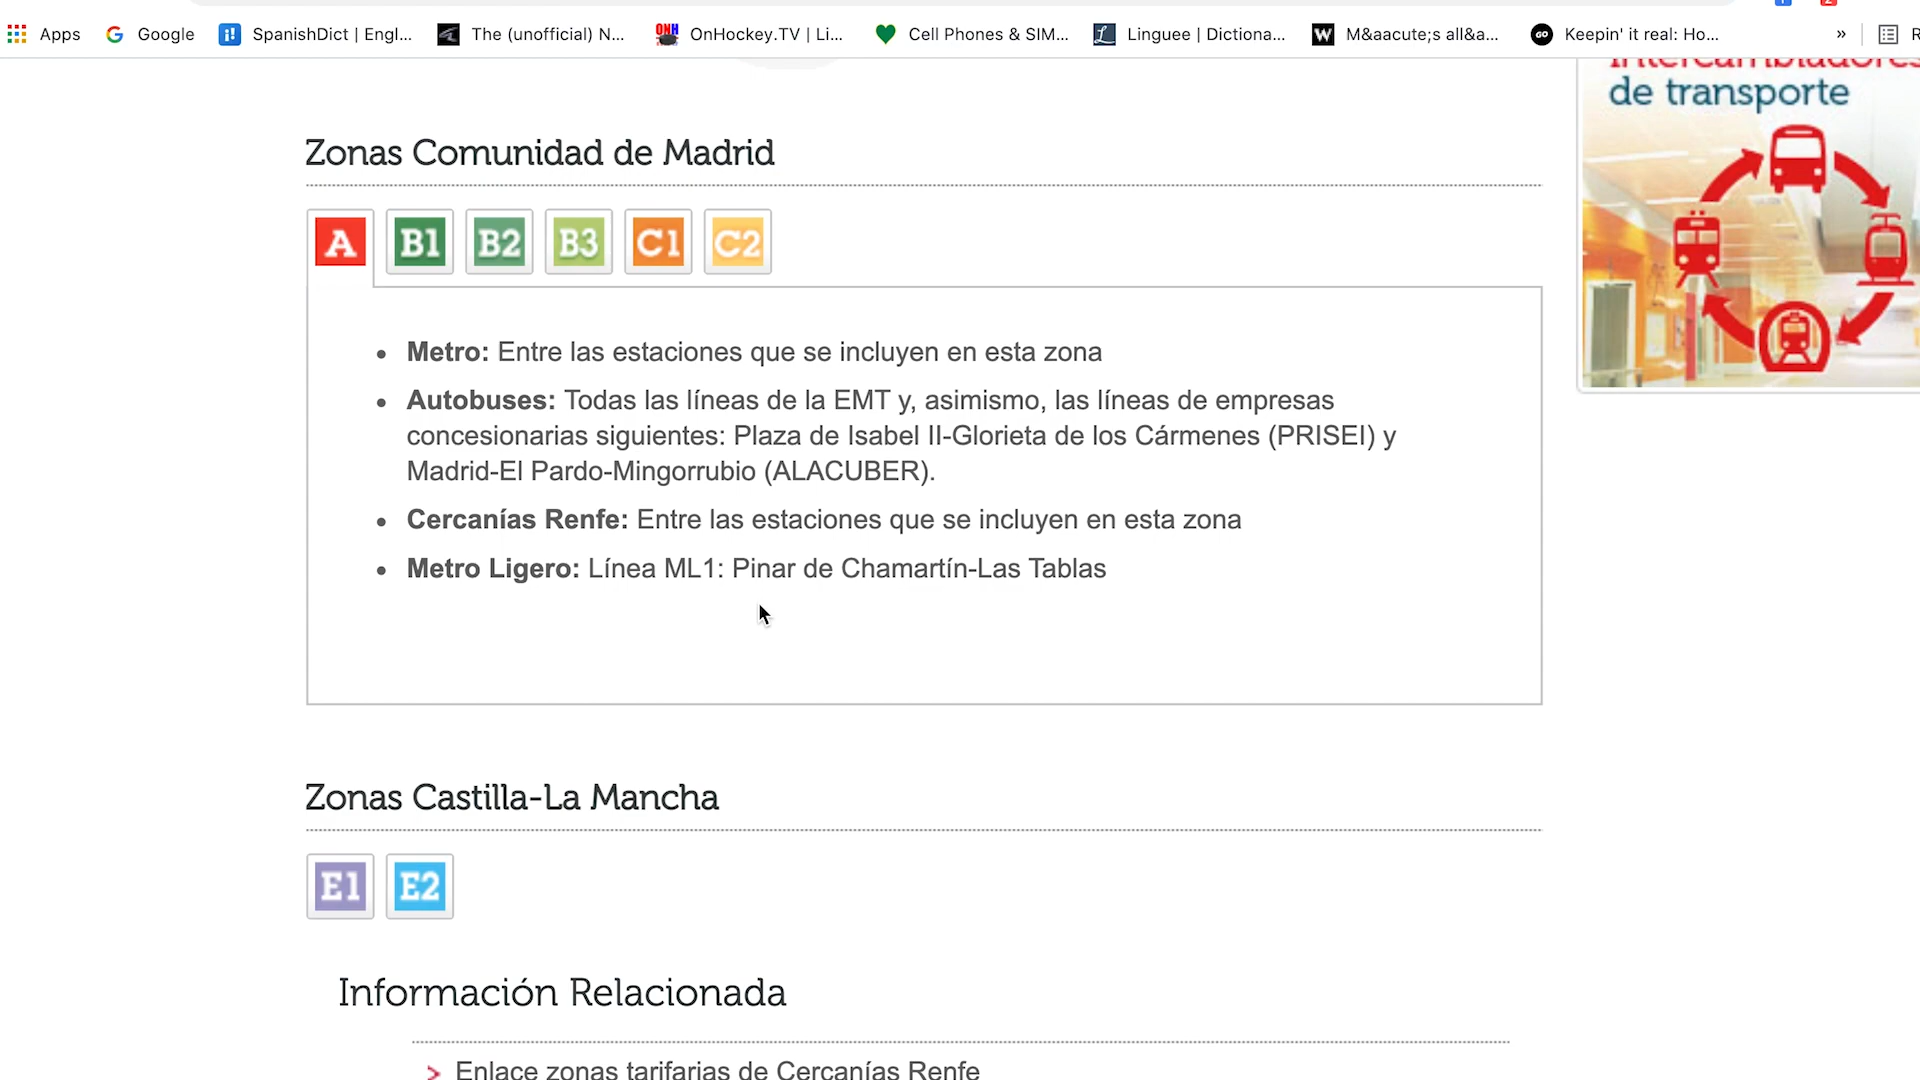 Apps Google SpanishDict | Engl... The (unofficial) N... OnHockey.TV | Li... Cell Phones & SIM... Linguee | Dictiona... M&aacute;s all&a... Keepin' it real: Ho... » R
Intercambiadores
de transporte
Zonas Comunidad de Madrid
A B1 B2 B3 C1 C2
• Metro: Entre las estaciones que se incluyen en esta zona
• Autobuses: Todas las líneas de la EMT y, asimismo, las líneas de empresas
concesionarias siguientes: Plaza de Isabel II-Glorieta de los Cármenes (PRISEI) y
Madrid-El Pardo-Mingorrubio (ALACUBER).
• Cercanías Renfe: Entre las estaciones que se incluyen en esta zona
• Metro Ligero: Línea ML1: Pinar de Chamartín-Las Tablas
Zonas Castilla-La Mancha
E1 E2
Información Relacionada
> Enlace zonas tarifarias de Cercanías Renfe